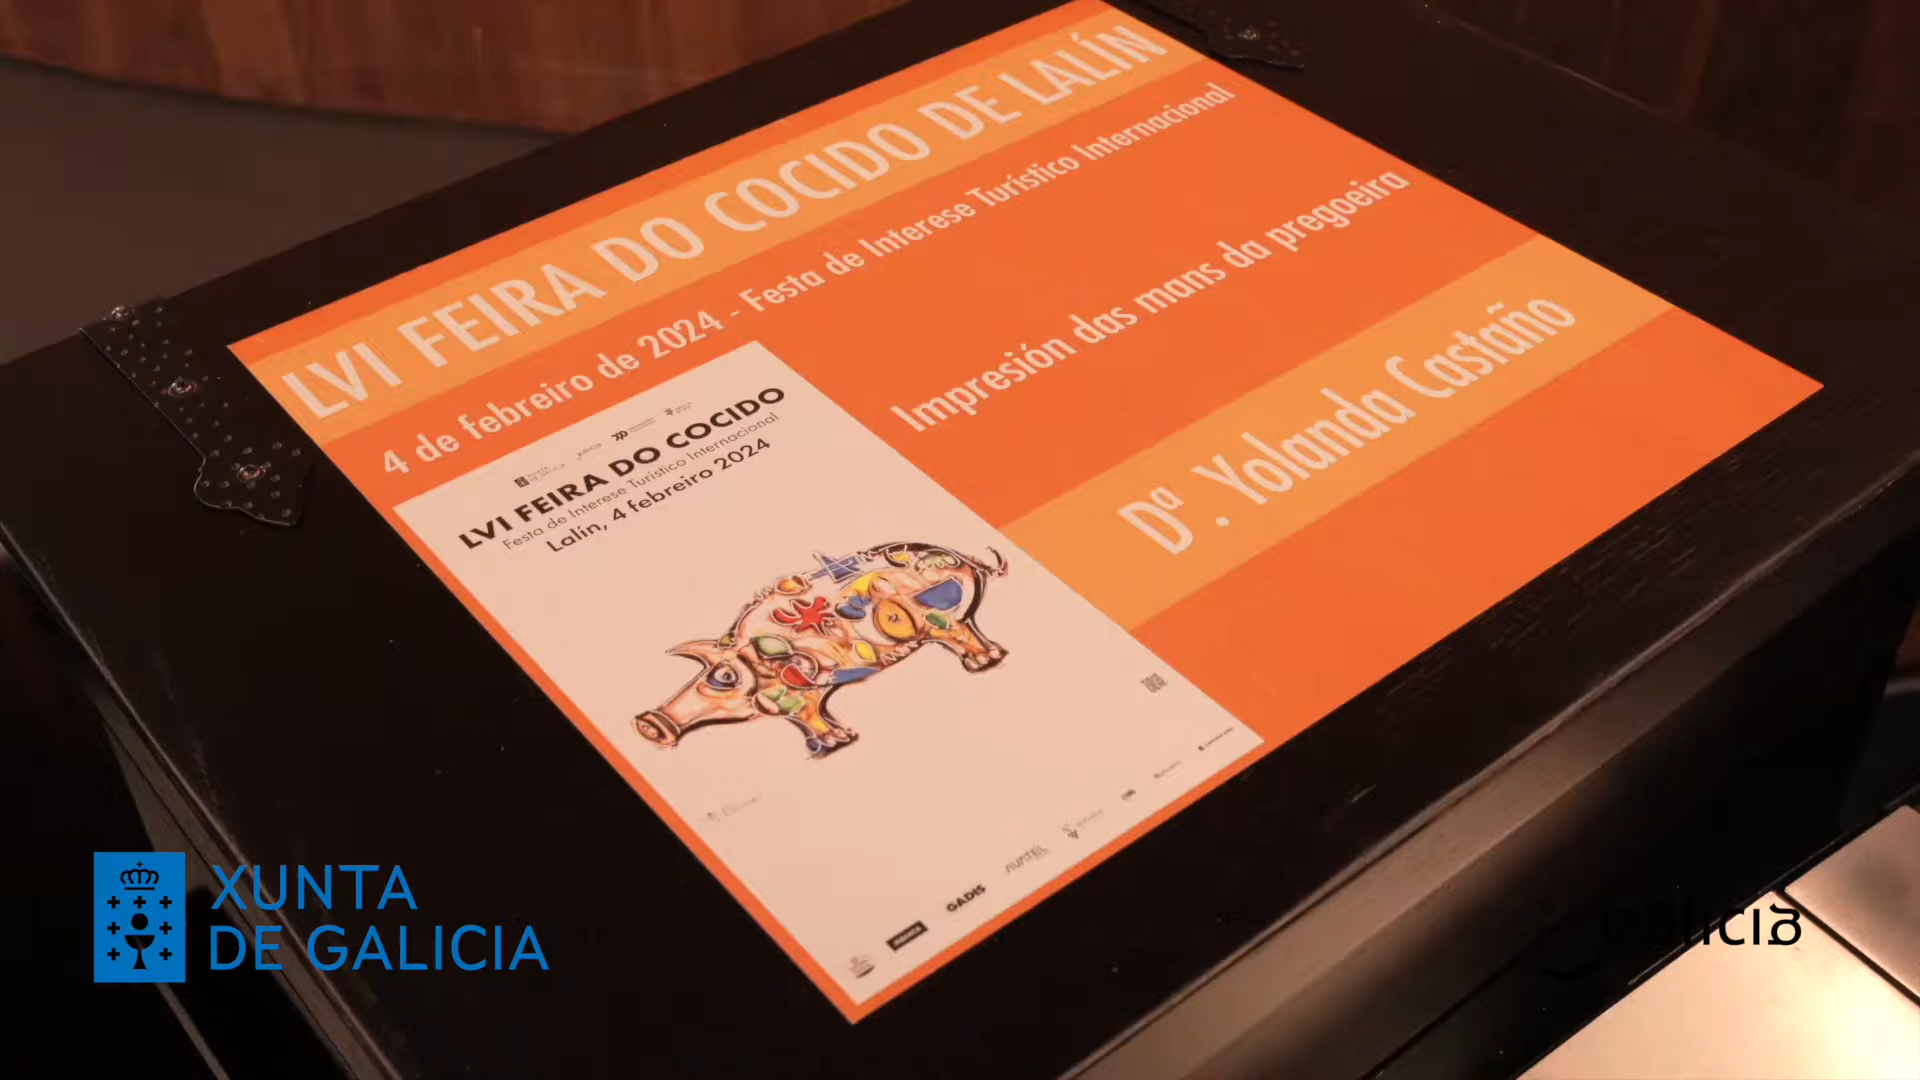 LVI FEIRA DO COCIDO DE LALÍN
4 de febreiro de 2024 - Festa de Interese Turístico Internacional
Impresión das mans da pregoeira
Dª. Yolanda Castaño
LVI FEIRA DO COCIDO
Festa de Interese Turístico Internacional
Lalín, 4 febreiro 2024
GADIS
XUNTA
DE GALICIA
galicia